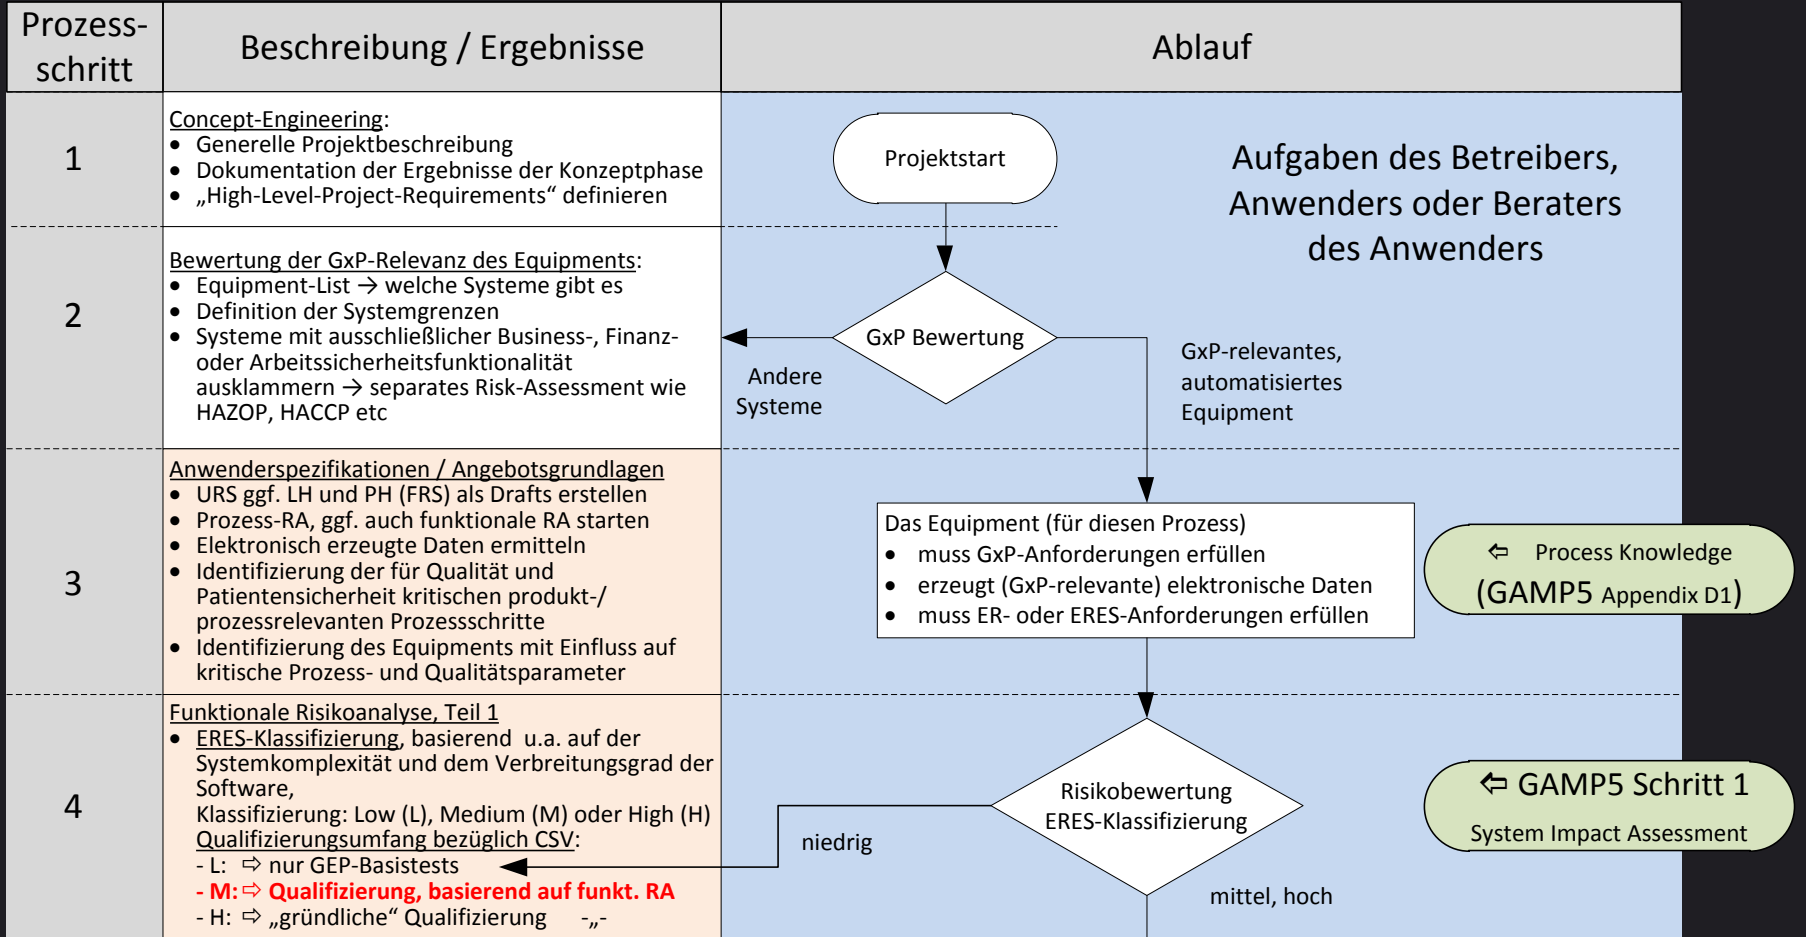 Prozess-
schritt
Beschreibung / Ergebnisse
Ablauf
1
Concept-Engineering:
• Generelle Projektbeschreibung
• Dokumentation der Ergebnisse der Konzeptphase
• „High-Level-Project-Requirements“ definieren
Projektstart
Aufgaben des Betreibers,
Anwenders oder Beraters
des Anwenders
2
Bewertung der GxP-Relevanz des Equipments:
• Equipment-List → welche Systeme gibt es
• Definition der Systemgrenzen
• Systeme mit ausschließlicher Business-, Finanz-
oder Arbeitssicherheitsfunktionalität
ausklammern → separates Risk-Assessment wie
HAZOP, HACCP etc
GxP Bewertung
Andere
Systeme
GxP-relevantes,
automatisiertes
Equipment
3
Anwenderspezifikationen / Angebotsgrundlagen
• URS ggf. LH und PH (FRS) als Drafts erstellen
• Prozess-RA, ggf. auch funktionale RA starten
• Elektronisch erzeugte Daten ermitteln
• Identifizierung der für Qualität und
Patientensicherheit kritischen produkt-/
prozessrelevanten Prozessschritte
• Identifizierung des Equipments mit Einfluss auf
kritische Prozess- und Qualitätsparameter
Das Equipment (für diesen Prozess)
• muss GxP-Anforderungen erfüllen
• erzeugt (GxP-relevante) elektronische Daten
• muss ER- oder ERES-Anforderungen erfüllen
⇦ Process Knowledge
(GAMP5 Appendix D1)
4
Funktionale Risikoanalyse, Teil 1
• ERES-Klassifizierung, basierend u.a. auf der
Systemkomplexität und dem Verbreitungsgrad der
Software,
Klassifizierung: Low (L), Medium (M) oder High (H)
Qualifizierungsumfang bezüglich CSV:
- L: ⇨ nur GEP-Basistests
- M: ⇨ Qualifizierung, basierend auf funkt. RA
- H: ⇨ „gründliche“ Qualifizierung -„-
Risikobewertung
ERES-Klassifizierung
niedrig
mittel, hoch
⇦ GAMP5 Schritt 1
System Impact Assessment